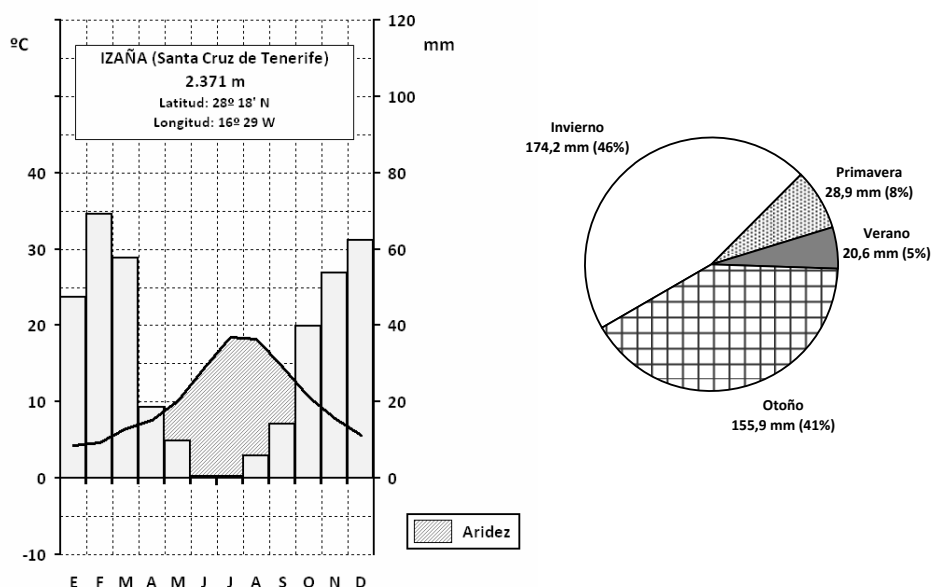 ºC
mm
IZAÑA (Santa Cruz de Tenerife)
2.371 m
Latitud: 28º 18' N
Longitud: 16º 29 W
120
100
80
60
40
20
0
40
30
20
10
0
-10
E F M A M J J A S O N D
Aridez
Invierno
174,2 mm (46%)
Primavera
28,9 mm (8%)
Verano
20,6 mm (5%)
Otoño
155,9 mm (41%)